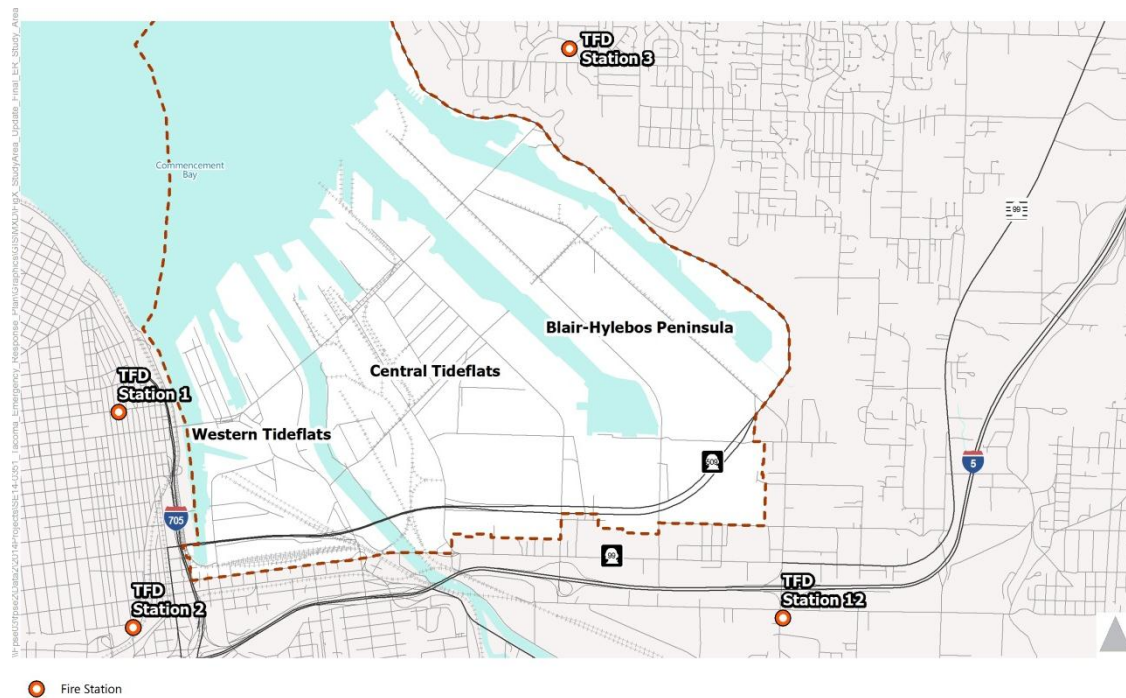 TFD
Station 3
Commencement
Bay
99
Blair-Hylebos Peninsula
Central Tideflats
TFD
Station 1
Western Tideflats
509
5
705
99
TFD
Station 2
TFD
Station 12
Fire Station